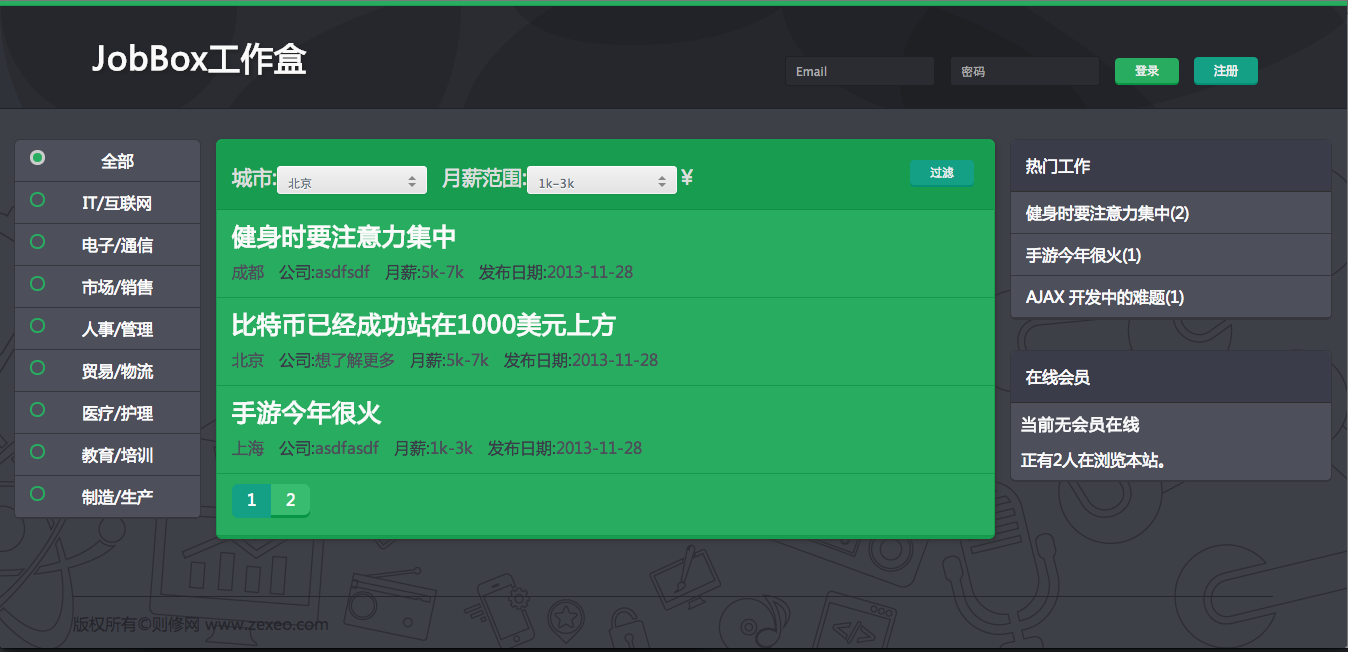 JobBox工作盒
Email 密码 登录 注册
全部
IT/互联网
电子/通信
市场/销售
人事/管理
贸易/物流
医疗/护理
教育/培训
制造/生产
城市: 北京 月薪范围: 1k-3k ¥ 过滤
健身时要注意力集中
成都 公司:asdfsdf 月薪:5k-7k 发布日期:2013-11-28
比特币已经成功站在1000美元上方
北京 公司:想了解更多 月薪:5k-7k 发布日期:2013-11-28
手游今年很火
上海 公司:asdfasdf 月薪:1k-3k 发布日期:2013-11-28
1 2
热门工作
健身时要注意力集中(2)
手游今年很火(1)
AJAX 开发中的难题(1)
在线会员
当前无会员在线
正有2人在浏览本站。
版权所有©则修网 www.zexeo.com